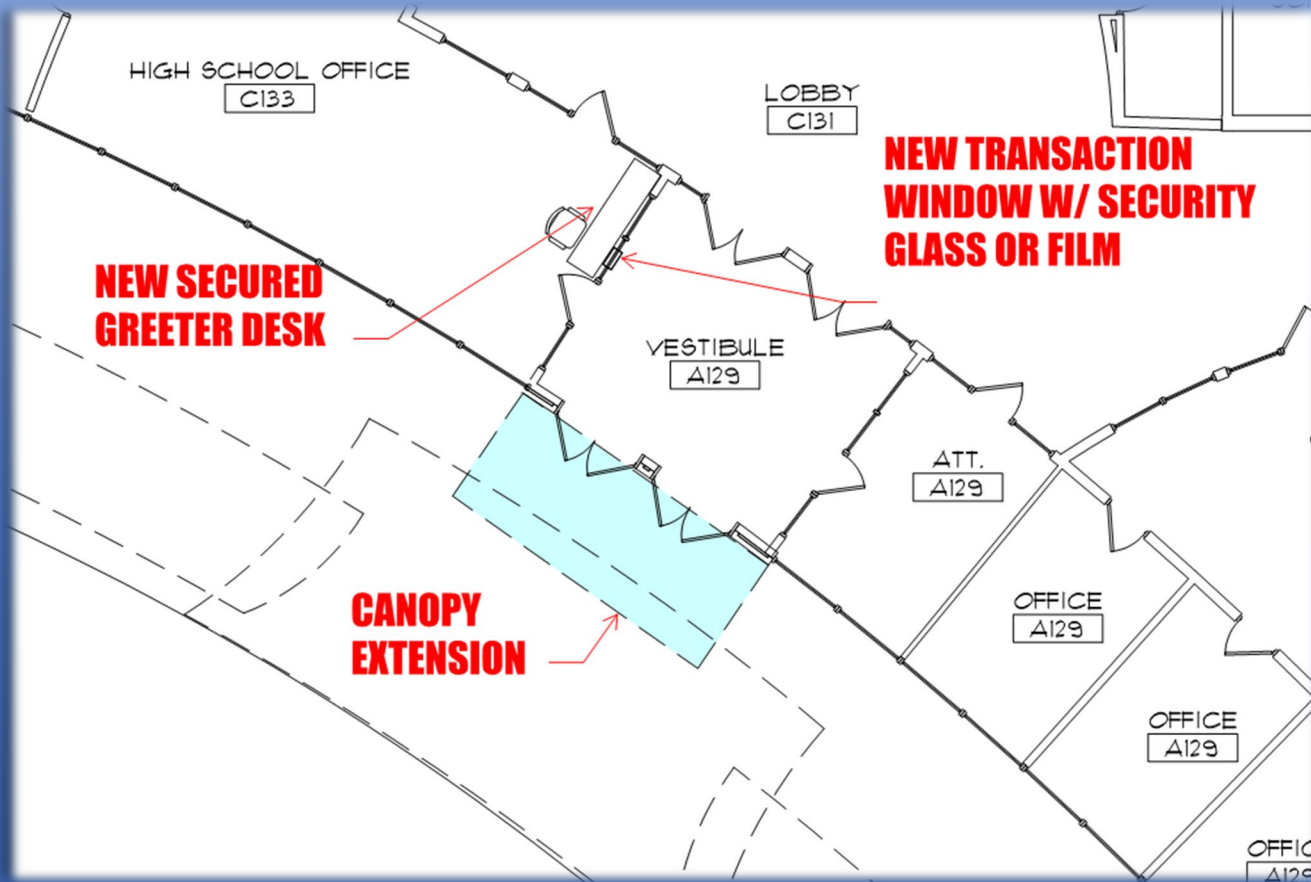 HIGH SCHOOL OFFICE
C133
LOBBY
C131
NEW TRANSACTION
WINDOW W/ SECURITY
GLASS OR FILM
NEW SECURED
GREETER DESK
VESTIBULE
A129
ATT.
A129
CANOPY
EXTENSION
OFFICE
A129
OFFICE
A129
A129